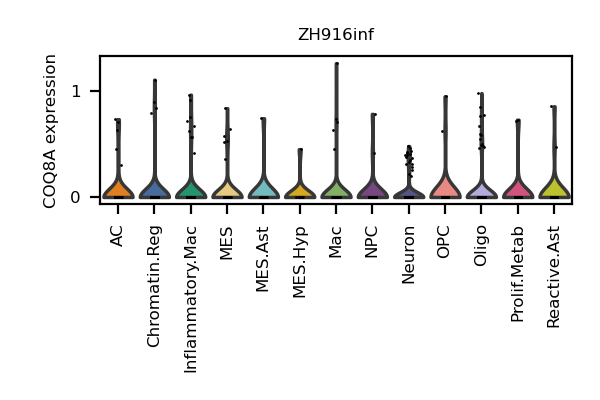 ZH916inf
COQ8A expression
1
0
AC
Chromatin.Reg
Inflammatory.Mac
MES
MES.Ast
MES.Hyp
Mac
NPC
Neuron
OPC
Oligo
Prolif.Metab
Reactive.Ast